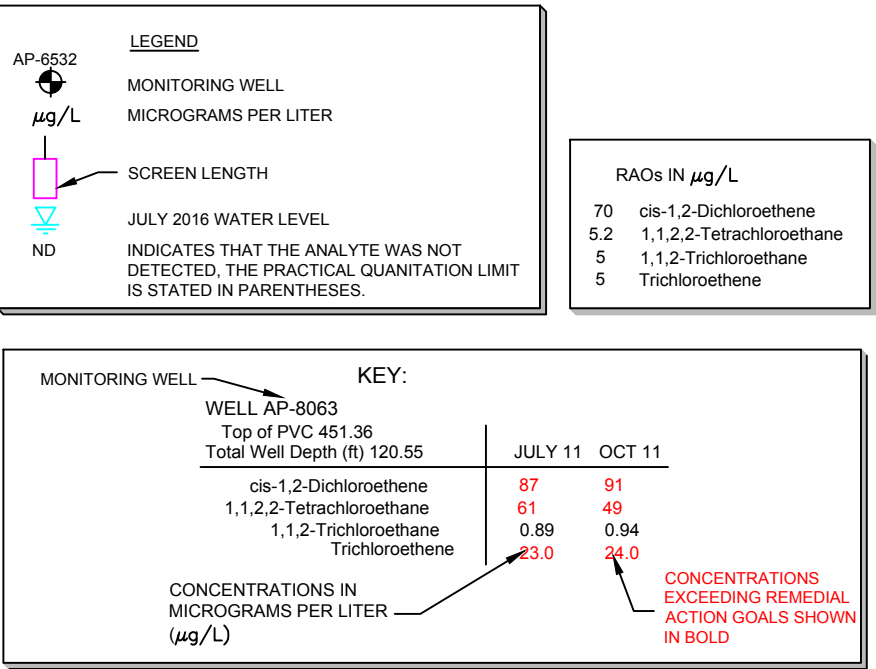 LEGEND
AP-6532
MONITORING WELL
μg/L MICROGRAMS PER LITER
SCREEN LENGTH
JULY 2016 WATER LEVEL
ND INDICATES THAT THE ANALYTE WAS NOT
DETECTED, THE PRACTICAL QUANITATION LIMIT
IS STATED IN PARENTHESES.
RAOs IN μg/L
70 cis-1,2-Dichloroethene
5.2 1,1,2,2-Tetrachloroethane
5 1,1,2-Trichloroethane
5 Trichloroethene
KEY:
MONITORING WELL
WELL AP-8063
Top of PVC 451.36
Total Well Depth (ft) 120.55 JULY 11 OCT 11
cis-1,2-Dichloroethene 87 91
1,1,2,2-Tetrachloroethane 61 49
1,1,2-Trichloroethane 0.89 0.94
Trichloroethene 23.0 24.0
CONCENTRATIONS IN
MICROGRAMS PER LITER
(μg/L)
CONCENTRATIONS
EXCEEDING REMEDIAL
ACTION GOALS SHOWN
IN BOLD